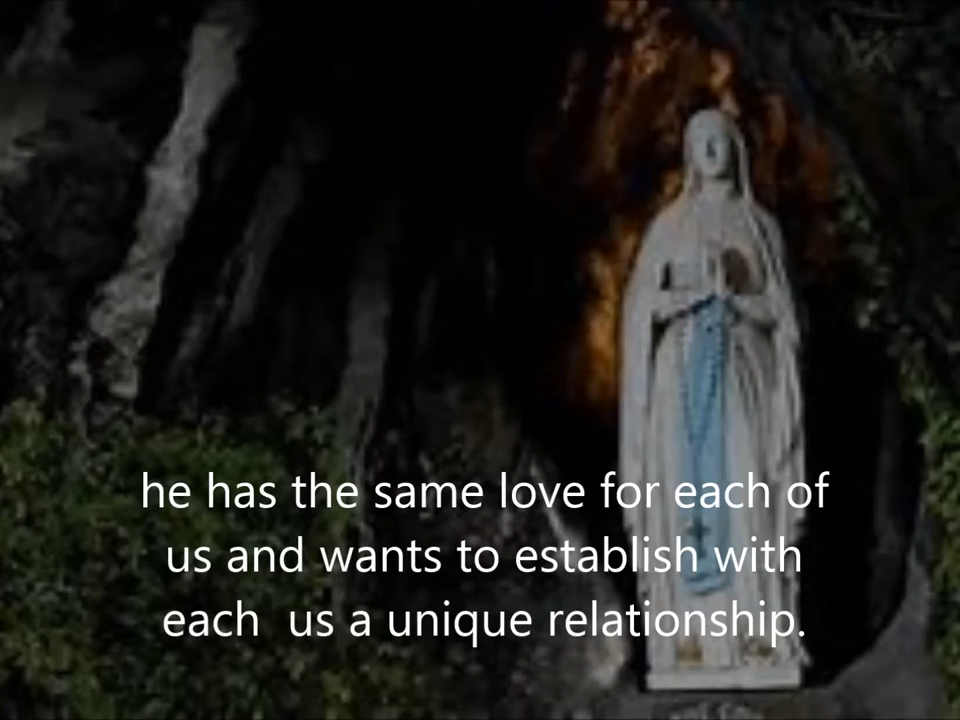 he has the same love for each of
us and wants to establish with
each  us a unique relationship.